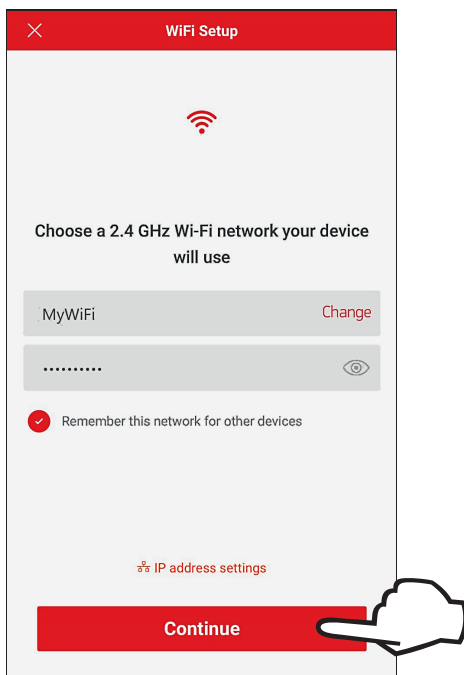 WiFi Setup
Choose a 2.4 GHz Wi-Fi network your device
will use
MyWiFi Change
••••••••••
Remember this network for other devices
IP address settings
Continue